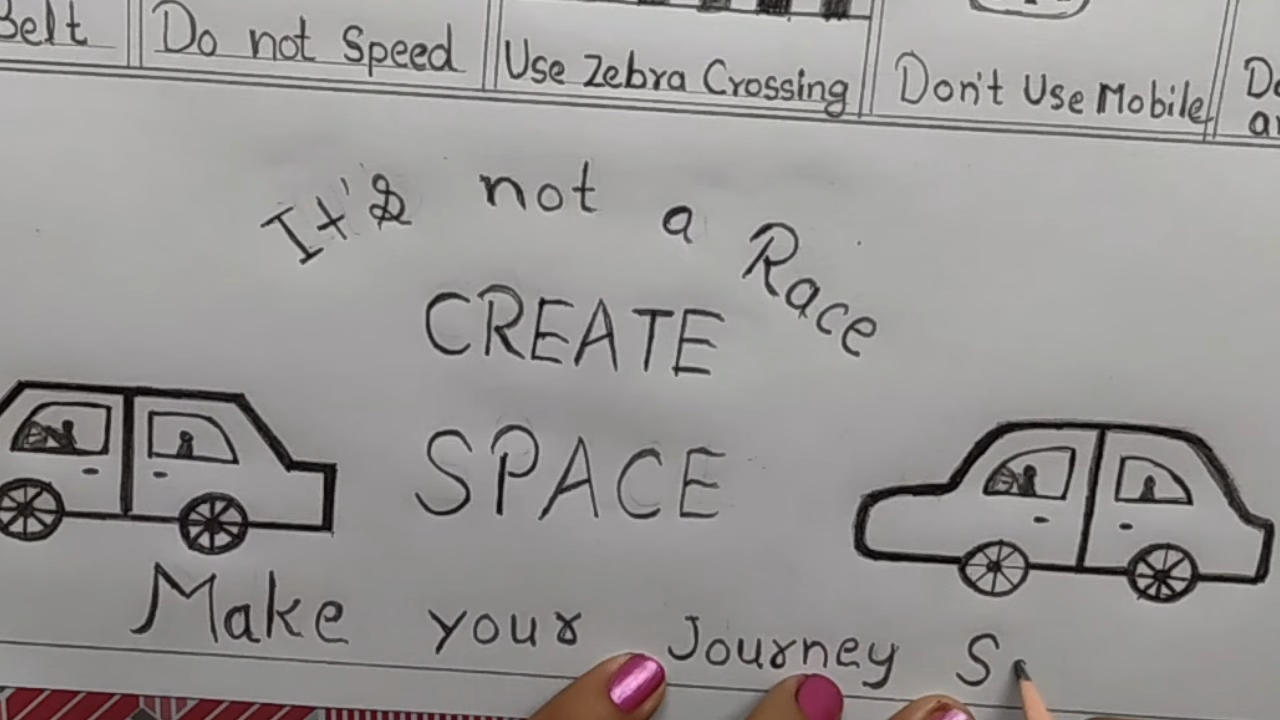 Belt
Do not Speed
Use Zebra Crossing
Don't Use Mobile
It's not a Race
CREATE
SPACE
Make your Journey S